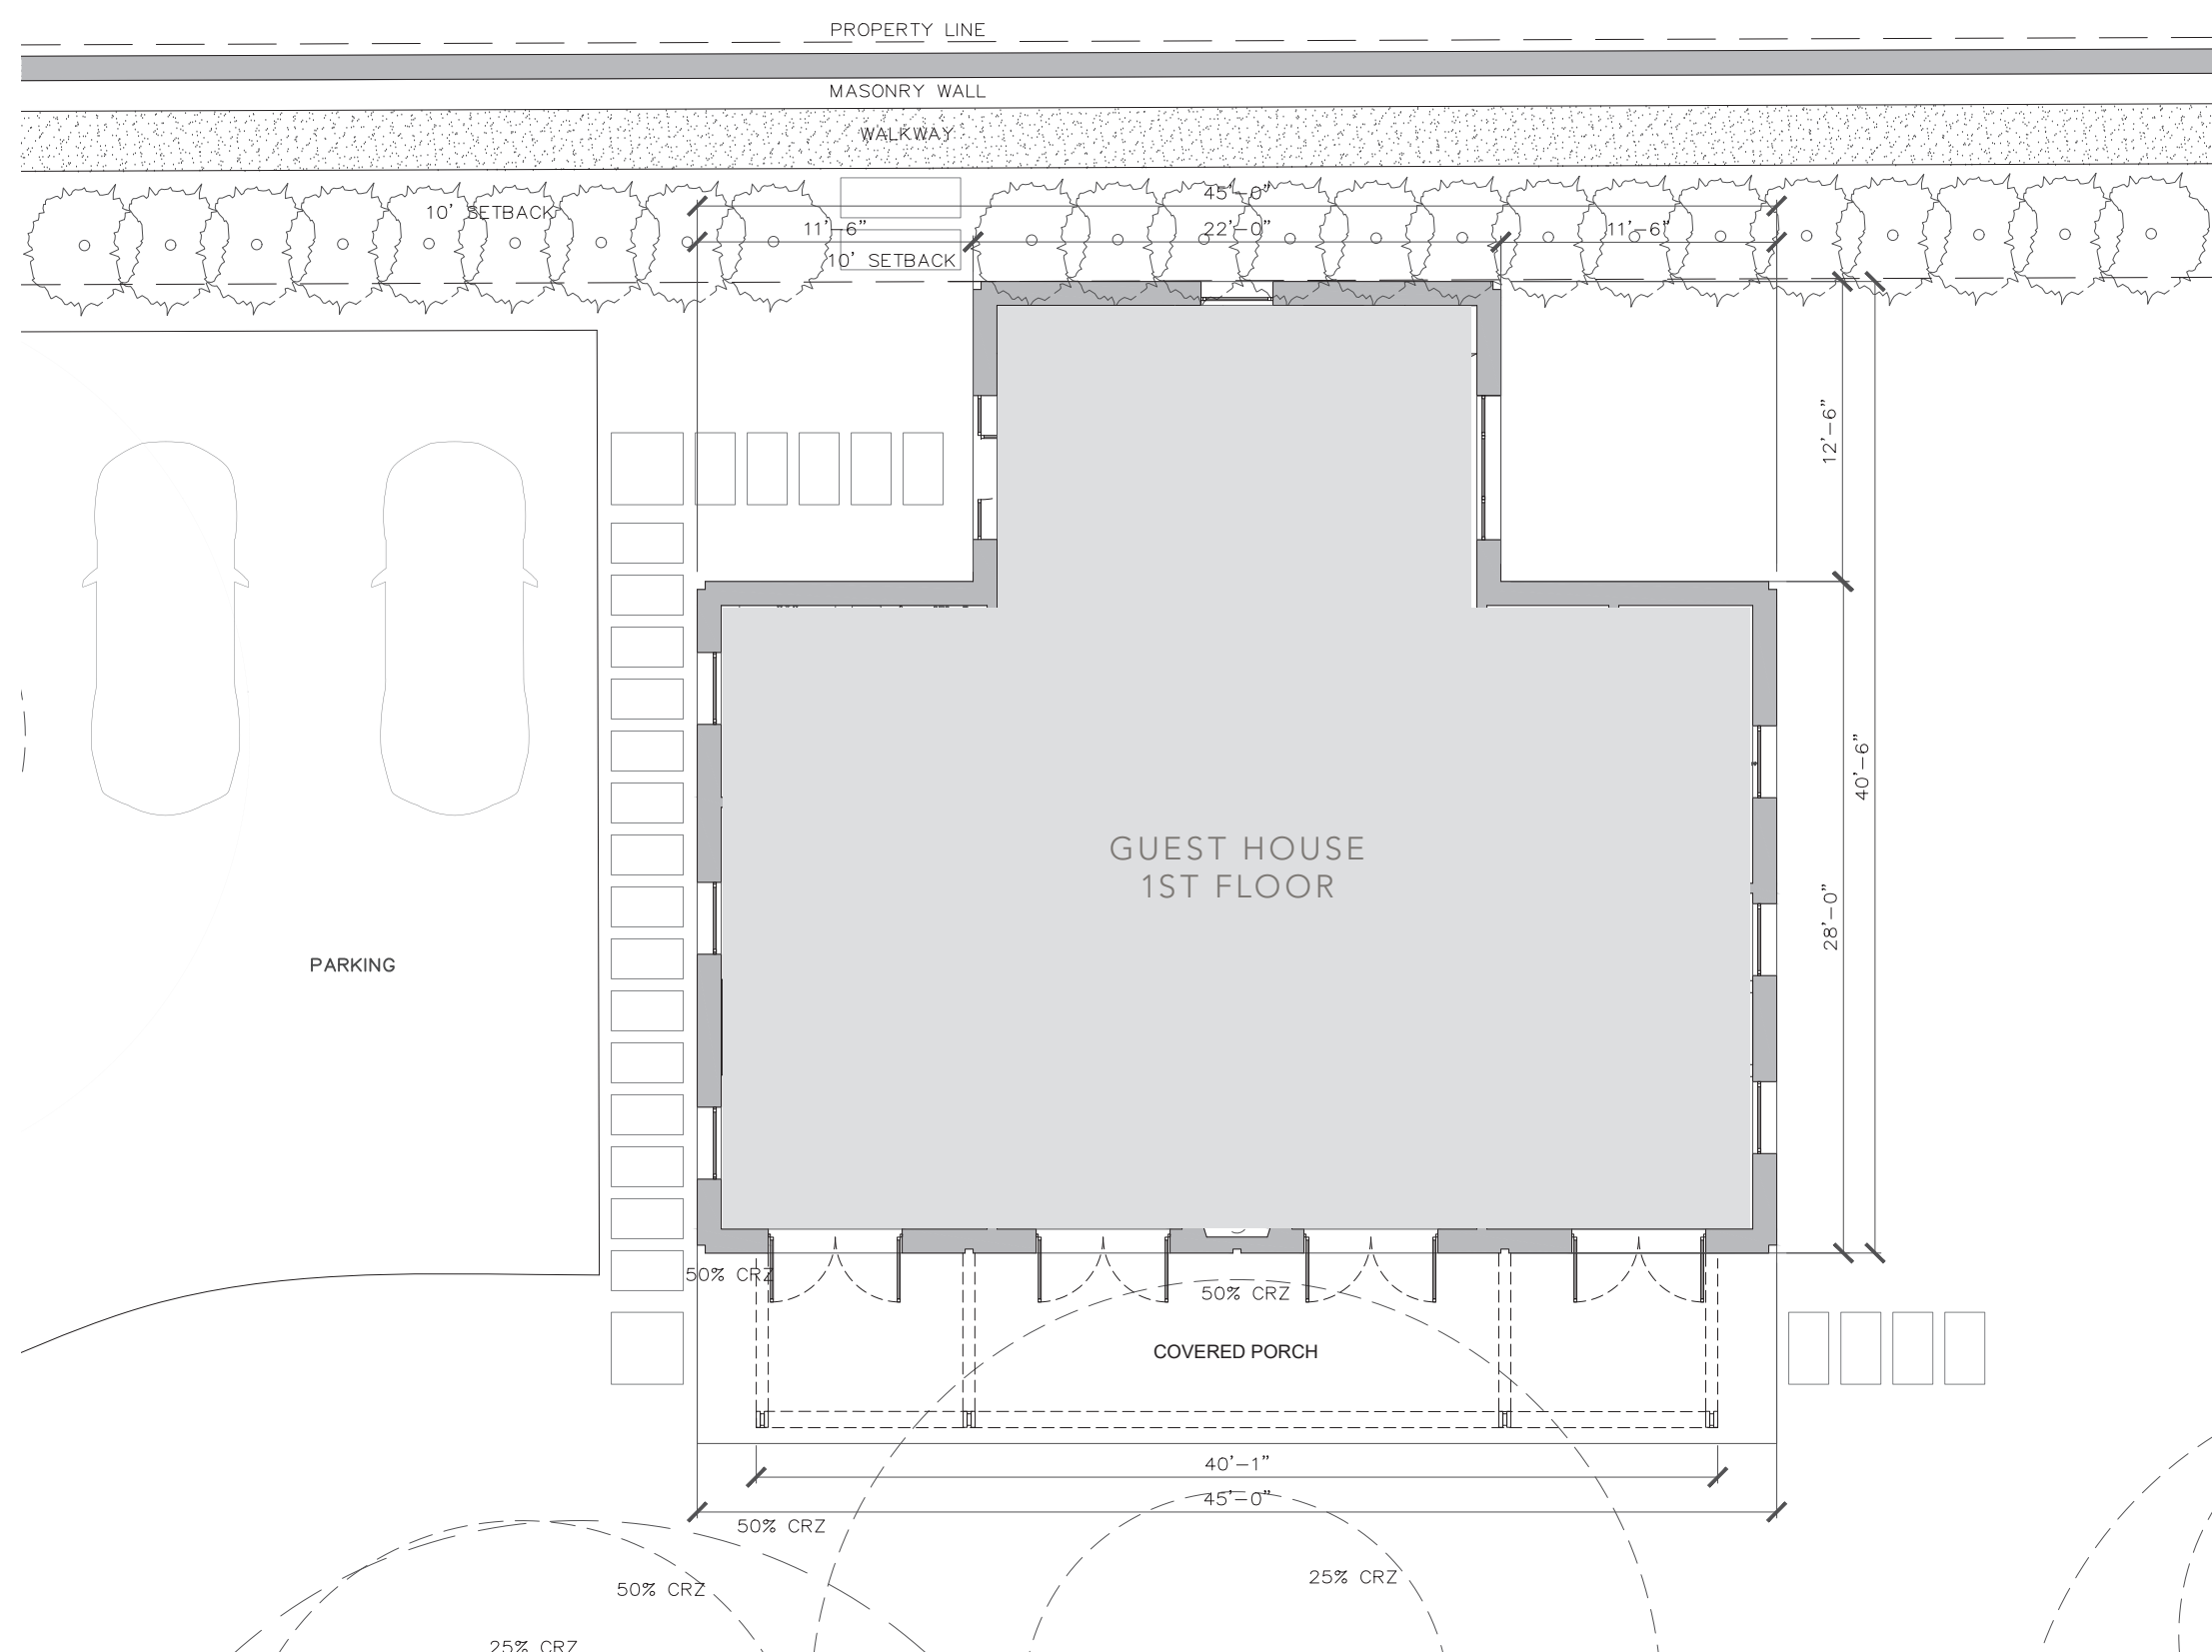 PROPERTY LINE
MASONRY WALL
WALKWAY
45'-0"
10' SETBACK
11'-6"
22'-0"
11'-6"
10' SETBACK
12'-6"
40'-6"
GUEST HOUSE
1ST FLOOR
28'-0"
PARKING
50% CRZ
50% CRZ
COVERED PORCH
40'-1"
45'-0"
50% CRZ
25% CRZ
50% CRZ
25% CRZ